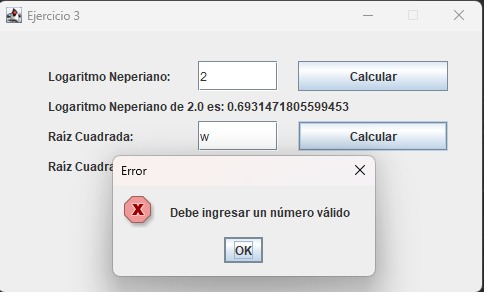 Ejercicio 3
Logaritmo Neperiano: 2 Calcular
Logaritmo Neperiano de 2.0 es: 0.6931471805599453
Raíz Cuadrada: w Calcular
Raíz
Error
Debe ingresar un número válido
OK